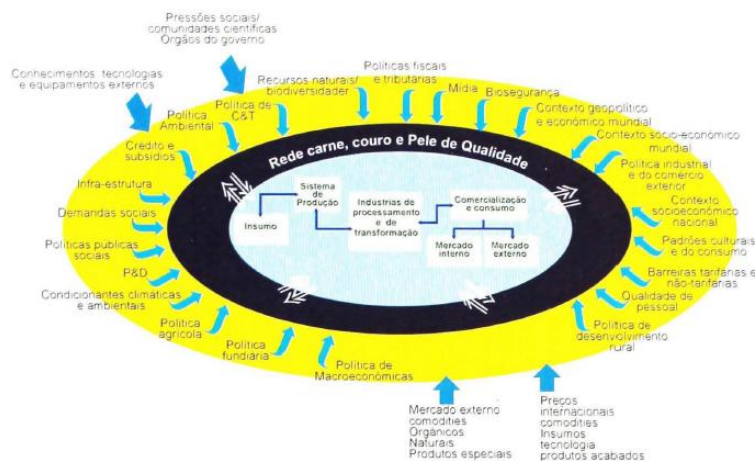 Pressões sociais/
comunidades científicas
Órgãos do governo
Conhecimentos tecnologias
e equipamentos externos
Políticas fiscais
e tributárias
Recursos naturais/
biodiversidader
Mídia
Biosegurança
Política de
C&T
Política
Ambiental
Contexto geopolítico
e económico mundial
Crédito e
subsídios
Contexto sócio-económico
mundial
Rede carne, couro e Pele de Qualidade
Política industrial
e do comércio
exterior
Infra-estrutura
Sistema
de
Produção
Industrias de
processamento
e de
transformação
Comercialização
e consumo
Contexto
socioeconómico
nacional
Demandas sociais
Insumo
Mercado
interno
Mercado
externo
Políticas publicas
sociais
Padrões culturais
e do consumo
P&D
Barreiras tarifárias e
não-tarifárias
Condicionantes climáticas
e ambientais
Qualidade de
pessoal
Política
agrícola
Política de
desenvolvimento
rural
Política
fundiária
Política de
Macroeconómicas
Mercado externo
comodities
Orgânicos
Naturais
Produtos especiais
Preços
internacionais
comodities
Insumos
tecnologia
produtos acabados